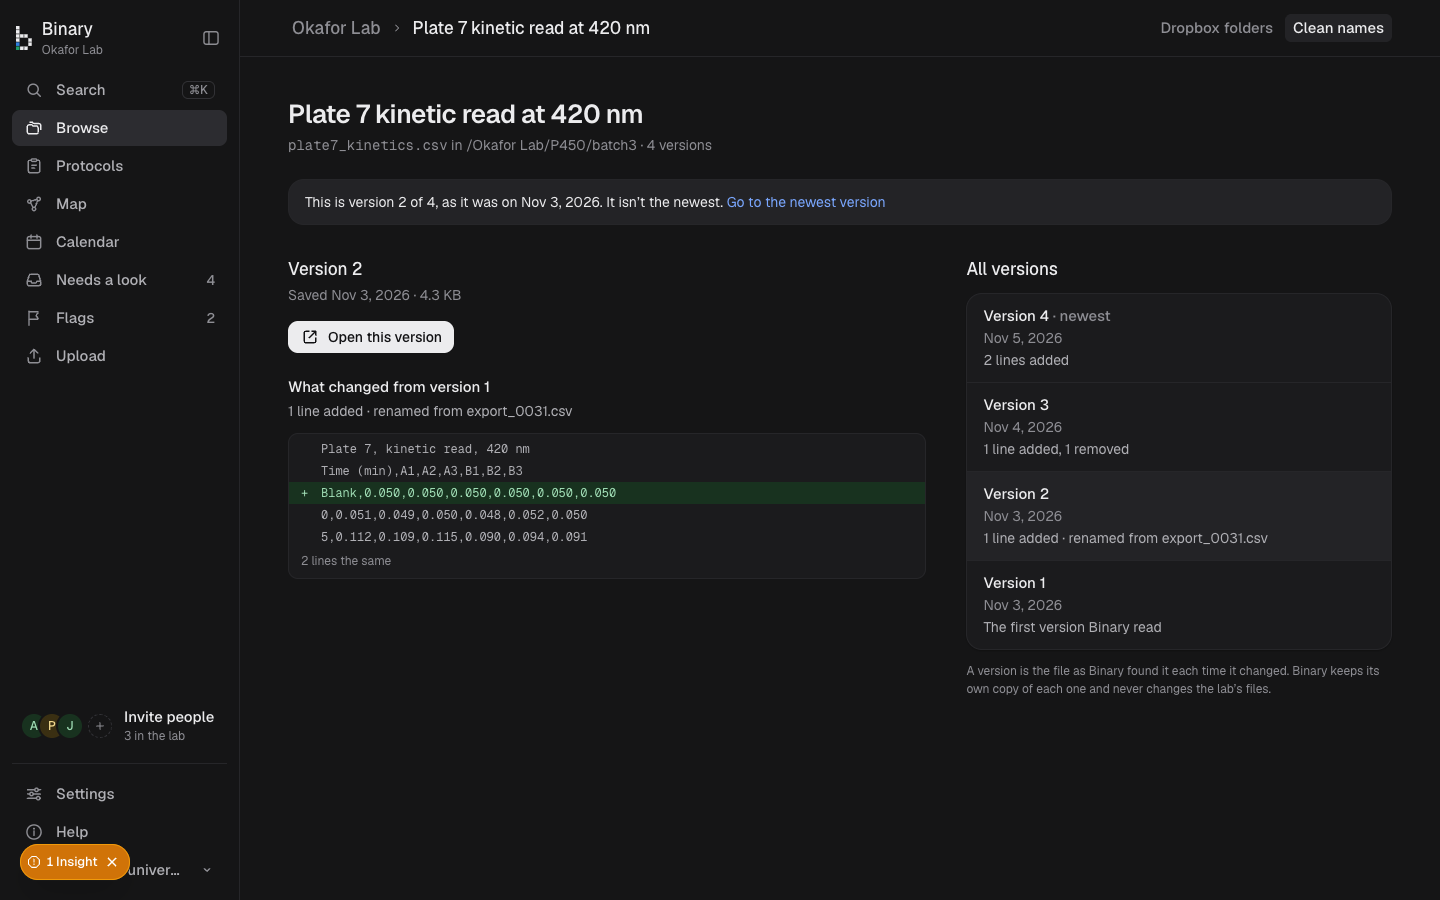 Binary
Okafor Lab
Search
⌘K
Browse
Protocols
Map
Calendar
Needs a look
4
Flags
2
Upload
A
P
J
+
Invite people
3 in the lab
Settings
Help
1 Insight
univer...
Okafor Lab
Plate 7 kinetic read at 420 nm
Dropbox folders
Clean names
Plate 7 kinetic read at 420 nm
plate7_kinetics.csv in /Okafor Lab/P450/batch3 · 4 versions
This is version 2 of 4, as it was on Nov 3, 2026. It isn't the newest. Go to the newest version
Version 2
Saved Nov 3, 2026 · 4.3 KB
Open this version
What changed from version 1
1 line added · renamed from export_0031.csv
Plate 7, kinetic read, 420 nm
Time (min),A1,A2,A3,B1,B2,B3
+ Blank,0.050,0.050,0.050,0.050,0.050,0.050
0,0.051,0.049,0.050,0.048,0.052,0.050
5,0.112,0.109,0.115,0.090,0.094,0.091
2 lines the same
All versions
Version 4 · newest
Nov 5, 2026
2 lines added
Version 3
Nov 4, 2026
1 line added, 1 removed
Version 2
Nov 3, 2026
1 line added · renamed from export_0031.csv
Version 1
Nov 3, 2026
The first version Binary read
A version is the file as Binary found it each time it changed. Binary keeps its
own copy of each one and never changes the lab's files.